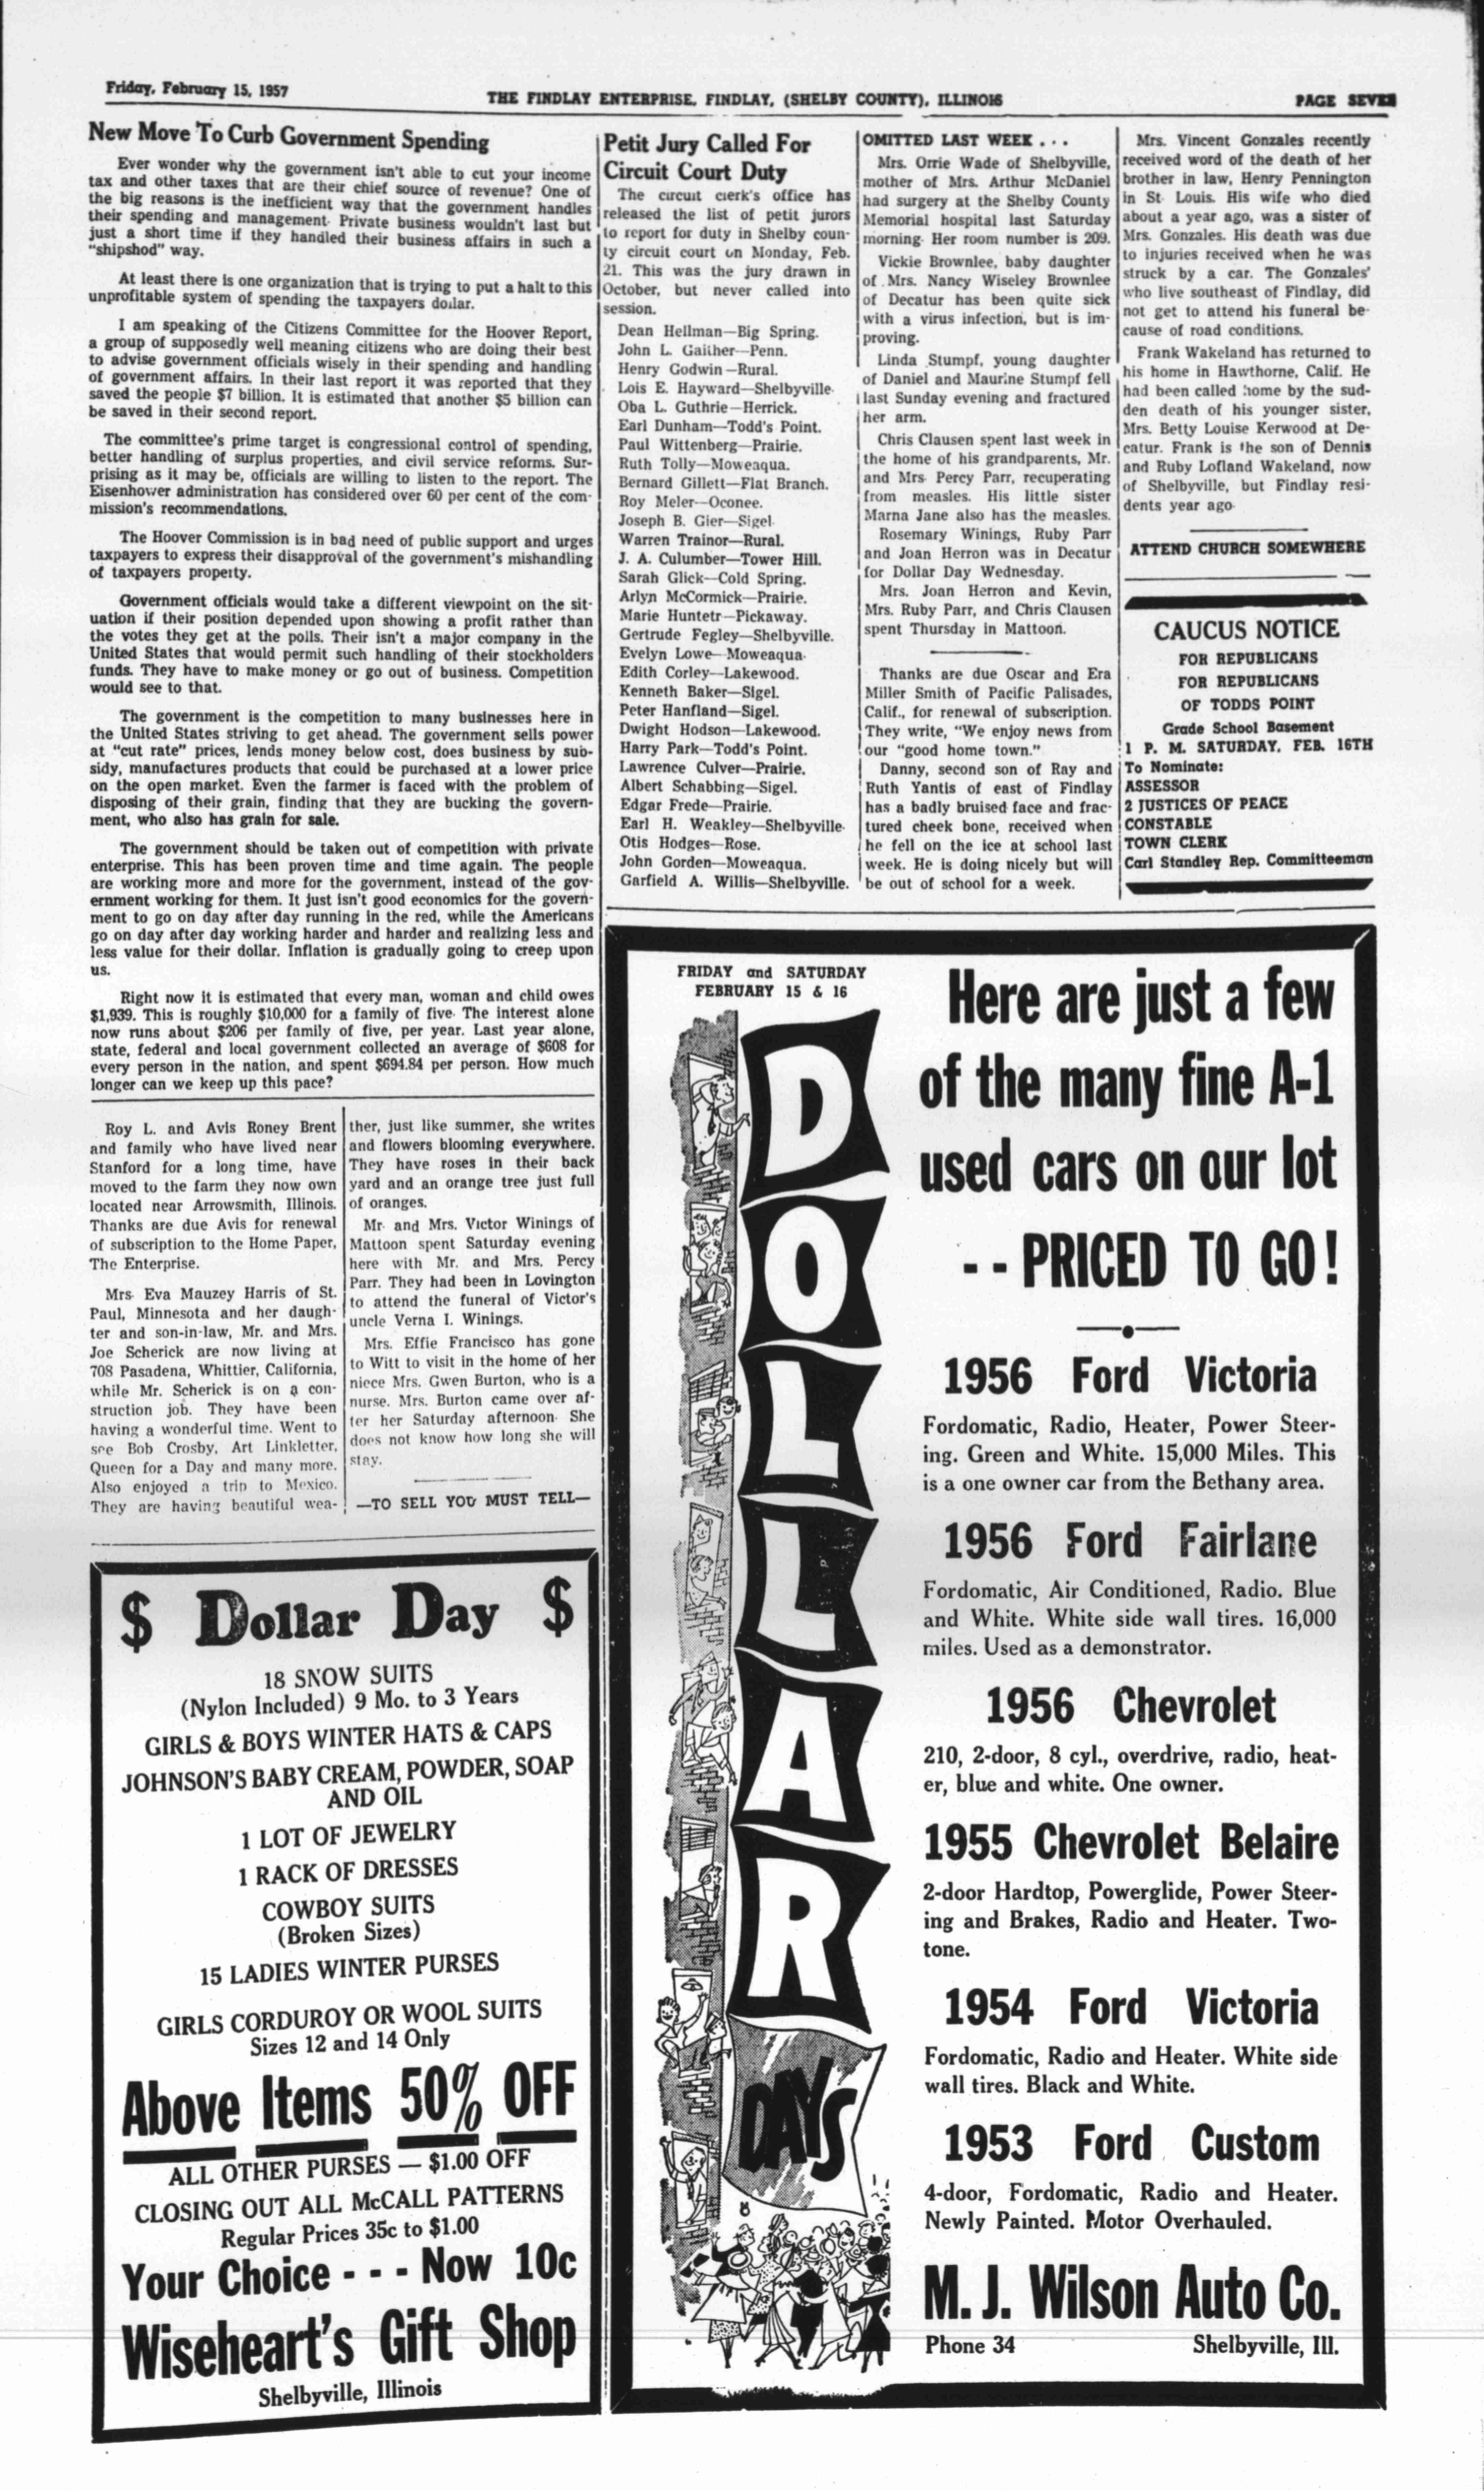 Friday, February 15, 1957
THE FINDLAY ENTERPRISE, FINDLAY, (SHELBY COUNTY), ILLINOIS
PAGE SEVEN
New Move To Curb Government Spending
Ever wonder why the government isn't able to cut your income
tax and other taxes that are their chief source of revenue? One of
the big reasons is the inefficient way that the government handles
their spending and management. Private business wouldn't last but
just a short time if they handled their business affairs in such a
"shipshod" way.
At least there is one organization that is trying to put a halt to this
unprofitable system of spending the taxpayers dollar.
I am speaking of the Citizens Committee for the Hoover Report,
a group of supposedly well meaning citizens who are doing their best
to advise government officials wisely in their spending and handling
of government affairs. In their last report it was reported that they
saved the people $7 billion. It is estimated that another $5 billion can
be saved in their second report.
The committee's prime target is congressional control of spending,
better handling of surplus properties, and civil service reforms. Sur-
prising as it may be, officials are willing to listen to the report. The
Eisenhower administration has considered over 60 per cent of the com-
mission's recommendations.
The Hoover Commission is in bad need of public support and urges
taxpayers to express their disapproval of the government's mishandling
of taxpayers property.
Government officials would take a different viewpoint on the sit-
uation if their position depended upon showing a profit rather than
the votes they get at the polls. Their isn't a major company in the
United States that would permit such handling of their stockholders
funds. They have to make money or go out of business. Competition
would see to that.
The government is the competition to many businesses here in
the United States striving to get ahead. The government sells power
at "cut rate" prices, lends money below cost, does business by sub-
sidy, manufactures products that could be purchased at a lower price
on the open market. Even the farmer is faced with the problem of
disposing of their grain, finding that they are bucking the govern-
ment, who also has grain for sale.
The government should be taken out of competition with private
enterprise. This has been proven time and time again. The people
are working more and more for the government, instead of the gov-
ernment working for them. It just isn't good economics for the govern-
ment to go on day after day running in the red, while the Americans
go on day after day working harder and harder and realizing less and
less value for their dollar. Inflation is gradually going to creep upon
us.
Right now it is estimated that every man, woman and child owes
$1,939. This is roughly $10,000 for a family of five. The interest alone
now runs about $206 per family of five, per year. Last year alone,
state, federal and local government collected an average of $608 for
every person in the nation, and spent $694.84 per person. How much
longer can we keep up this pace?
Roy L. and Avis Roney Brent
and family who have lived near
Stanford for a long time, have
moved to the farm they now own
located near Arrowsmith, Illinois.
Thanks are due Avis for renewal
of subscription to the Home Paper,
The Enterprise.
Mrs. Eva Mauzey Harris of St.
Paul, Minnesota and her daugh-
ter and son-in-law, Mr. and Mrs.
Joe Scherick are now living at
708 Pasadena, Whittier, California,
while Mr. Scherick is on a con-
struction job. They have been
having a wonderful time. Went to
see Bob Crosby, Art Linkletter,
Queen for a Day and many more.
Also enjoyed a trip to Mexico.
They are having beautiful wea-
ther, just like summer, she writes
and flowers blooming everywhere.
They have roses in their back
yard and an orange tree just full
of oranges.
Mr. and Mrs. Victor Winings of
Mattoon spent Saturday evening
here with Mr. and Mrs. Percy
Parr. They had been in Lovington
to attend the funeral of Victor's
uncle Verna I. Winings.
Mrs. Effie Francisco has gone
to Witt to visit in the home of her
niece Mrs. Gwen Burton, who is a
nurse. Mrs. Burton came over af-
ter her Saturday afternoon. She
does not know how long she will
stay.
—TO SELL YOU MUST TELL—
$ Dollar Day $
18 SNOW SUITS
(Nylon Included) 9 Mo. to 3 Years
GIRLS & BOYS WINTER HATS & CAPS
JOHNSON'S BABY CREAM, POWDER, SOAP
AND OIL
1 LOT OF JEWELRY
1 RACK OF DRESSES
COWBOY SUITS
(Broken Sizes)
15 LADIES WINTER PURSES
GIRLS CORDUROY OR WOOL SUITS
Sizes 12 and 14 Only
Above Items 50% OFF
ALL OTHER PURSES — $1.00 OFF
CLOSING OUT ALL McCALL PATTERNS
Regular Prices 35c to $1.00
Your Choice - - - Now 10c
Wiseheart's Gift Shop
Shelbyville, Illinois
Petit Jury Called For
Circuit Court Duty
The circuit clerk's office has
released the list of petit jurors
to report for duty in Shelby coun-
ty circuit court on Monday, Feb.
21. This was the jury drawn in
October, but never called into
session.
Dean Hellman—Big Spring.
John L. Gaither—Penn.
Henry Godwin—Rural.
Lois E. Hayward—Shelbyville.
Oba L. Guthrie—Herrick.
Earl Dunham—Todd's Point.
Paul Wittenberg—Prairie.
Ruth Tolly—Moweaqua.
Bernard Gillett—Flat Branch.
Roy Meler—Oconee.
Joseph B. Gier—Sigel.
Warren Trainor—Rural.
J. A. Culumber—Tower Hill.
Sarah Glick—Cold Spring.
Arlyn McCormick—Prairie.
Marie Huntetr—Pickaway.
Gertrude Fegley—Shelbyville.
Evelyn Lowe—Moweaqua.
Edith Corley—Lakewood.
Kenneth Baker—Sigel.
Peter Hanfland—Sigel.
Dwight Hodson—Lakewood.
Harry Park—Todd's Point.
Lawrence Culver—Prairie.
Albert Schabbing—Sigel.
Edgar Frede—Prairie.
Earl H. Weakley—Shelbyville.
Otis Hodges—Rose.
John Gorden—Moweaqua.
Garfield A. Willis—Shelbyville.
OMITTED LAST WEEK . . .
Mrs. Orrie Wade of Shelbyville,
mother of Mrs. Arthur McDaniel
had surgery at the Shelby County
Memorial hospital last Saturday
morning. Her room number is 209.
Vickie Brownlee, baby daughter
of Mrs. Nancy Wiseley Brownlee
of Decatur has been quite sick
with a virus infection, but is im-
proving.
Linda Stumpf, young daughter
of Daniel and Maurine Stumpf fell
last Sunday evening and fractured
her arm.
Chris Clausen spent last week in
the home of his grandparents, Mr.
and Mrs. Percy Parr, recuperating
from measles. His little sister
Marna Jane also has the measles.
Rosemary Winings, Ruby Parr
and Joan Herron was in Decatur
for Dollar Day Wednesday.
Mrs. Joan Herron and Kevin,
Mrs. Ruby Parr, and Chris Clausen
spent Thursday in Mattoon.
Thanks are due Oscar and Era
Miller Smith of Pacific Palisades,
Calif., for renewal of subscription.
They write, "We enjoy news from
our "good home town."
Danny, second son of Ray and
Ruth Yantis of east of Findlay
has a badly bruised face and frac-
tured cheek bone, received when
he fell on the ice at school last
week. He is doing nicely but will
be out of school for a week.
Mrs. Vincent Gonzales recently
received word of the death of her
brother in law, Henry Pennington
in St. Louis. His wife who died
about a year ago, was a sister of
Mrs. Gonzales. His death was due
to injuries received when he was
struck by a car. The Gonzales'
who live southeast of Findlay, did
not get to attend his funeral be-
cause of road conditions.
Frank Wakeland has returned to
his home in Hawthorne, Calif. He
had been called home by the sud-
den death of his younger sister,
Mrs. Betty Louise Kerwood at De-
catur. Frank is the son of Dennis
and Ruby Lofland Wakeland, now
of Shelbyville, but Findlay resi-
dents year ago.
ATTEND CHURCH SOMEWHERE
CAUCUS NOTICE
FOR REPUBLICANS
FOR REPUBLICANS
OF TODDS POINT
Grade School Basement
1 P. M. SATURDAY, FEB. 16TH
To Nominate:
ASSESSOR
2 JUSTICES OF PEACE
CONSTABLE
TOWN CLERK
Carl Standley Rep. Committeeman
FRIDAY and SATURDAY
FEBRUARY 15 & 16
DOLLAR
DAYS
Here are just a few
of the many fine A-1
used cars on our lot
- - PRICED TO GO!
1956 Ford Victoria
Fordomatic, Radio, Heater, Power Steer-
ing. Green and White. 15,000 Miles. This
is a one owner car from the Bethany area.
1956 Ford Fairlane
Fordomatic, Air Conditioned, Radio. Blue
and White. White side wall tires. 16,000
miles. Used as a demonstrator.
1956 Chevrolet
210, 2-door, 8 cyl., overdrive, radio, heat-
er, blue and white. One owner.
1955 Chevrolet Belaire
2-door Hardtop, Powerglide, Power Steer-
ing and Brakes, Radio and Heater. Two-
tone.
1954 Ford Victoria
Fordomatic, Radio and Heater. White side
wall tires. Black and White.
1953 Ford Custom
4-door, Fordomatic, Radio and Heater.
Newly Painted. Motor Overhauled.
M. J. Wilson Auto Co.
Phone 34
Shelbyville, Ill.